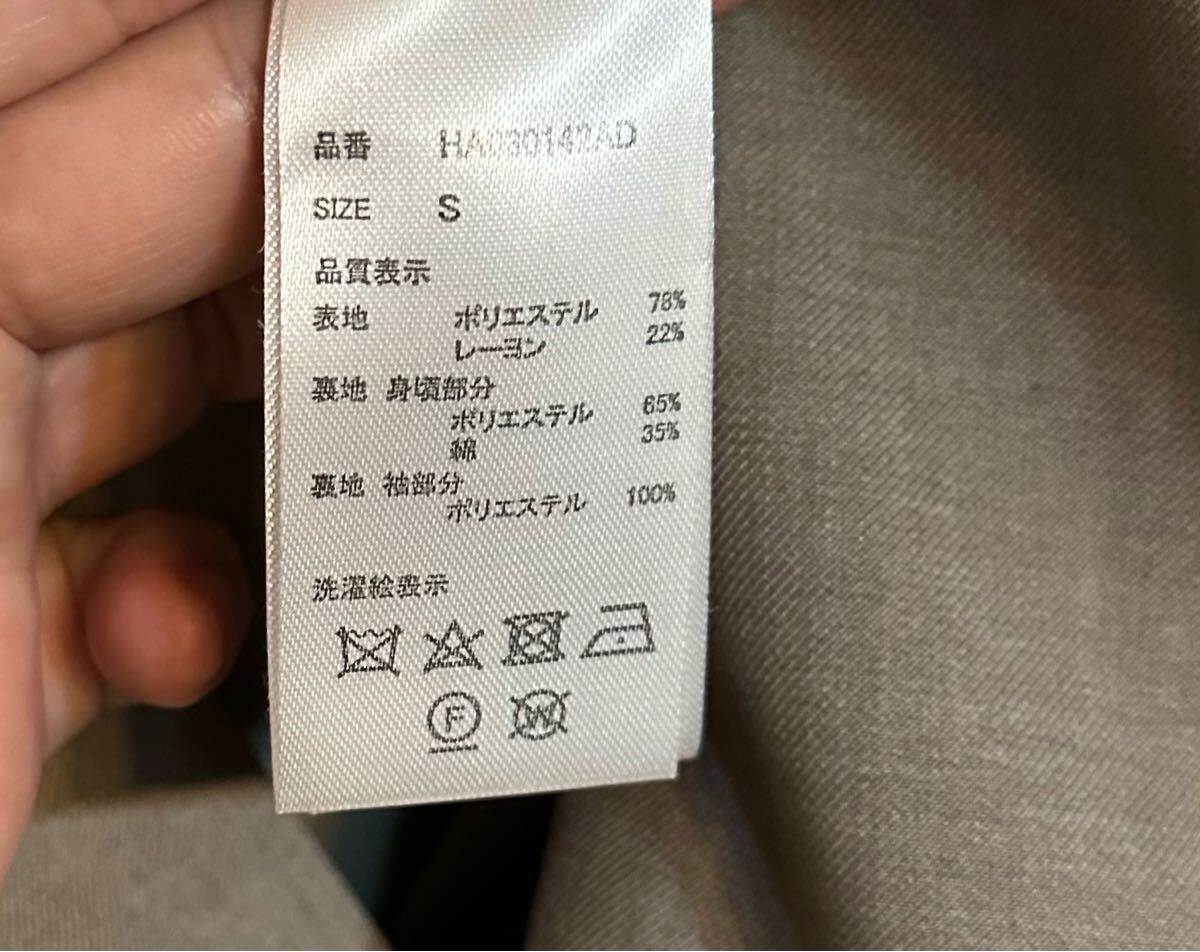 品番 HA030142AD
SIZE S
品質表示
表地 ポリエステル 78%
レーヨン 22%
裏地 身頃部分
ポリエステル 65%
綿 35%
裏地 袖部分
ポリエステル 100%
洗濯絵表示
F W